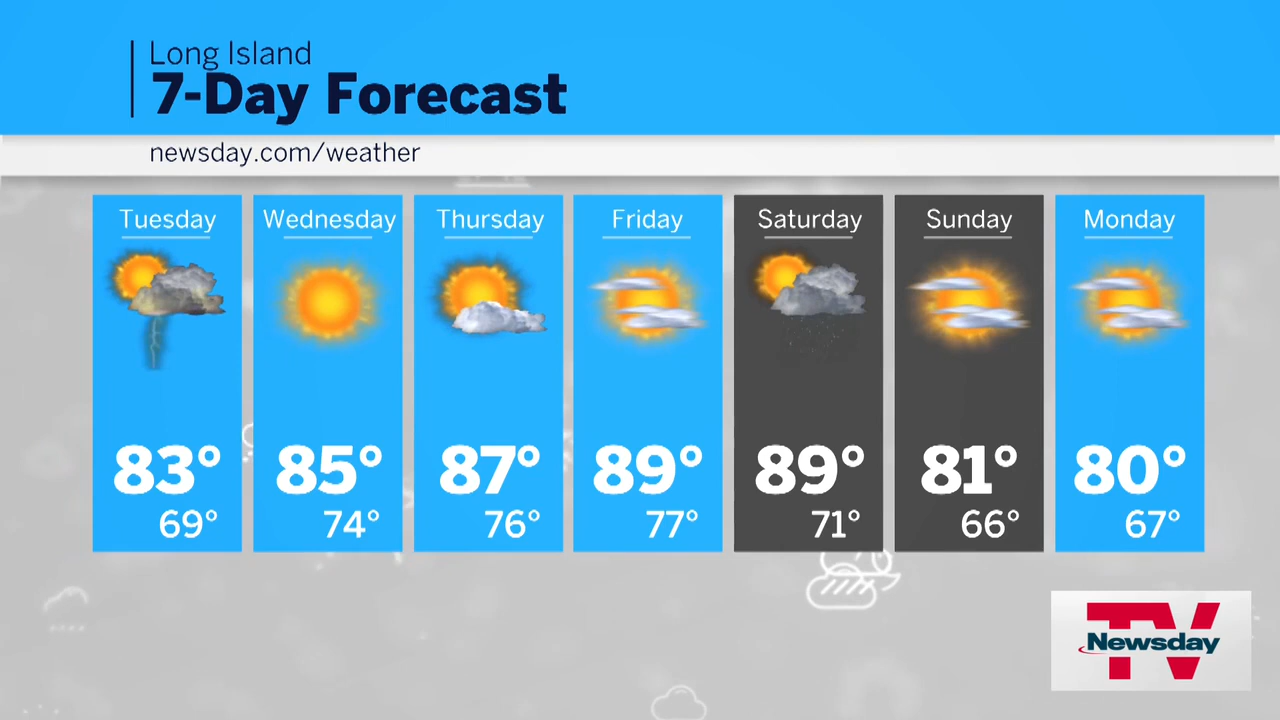 Long Island
7-Day Forecast
newsday.com/weather
Tuesday
83°
69°
Wednesday
85°
74°
Thursday
87°
76°
Friday
89°
77°
Saturday
89°
71°
Sunday
81°
66°
Monday
80°
67°
TV
Newsday